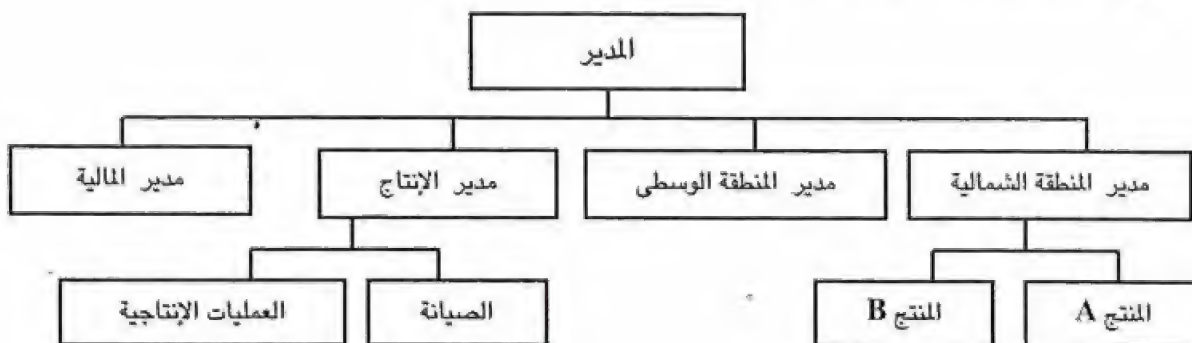 المدير
مدير المنطقة الشمالية
مدير المنطقة الوسطى
مدير الإنتاج
مدير المالية
المنتج A
المنتج B
الصيانة
العمليات الإنتاجية